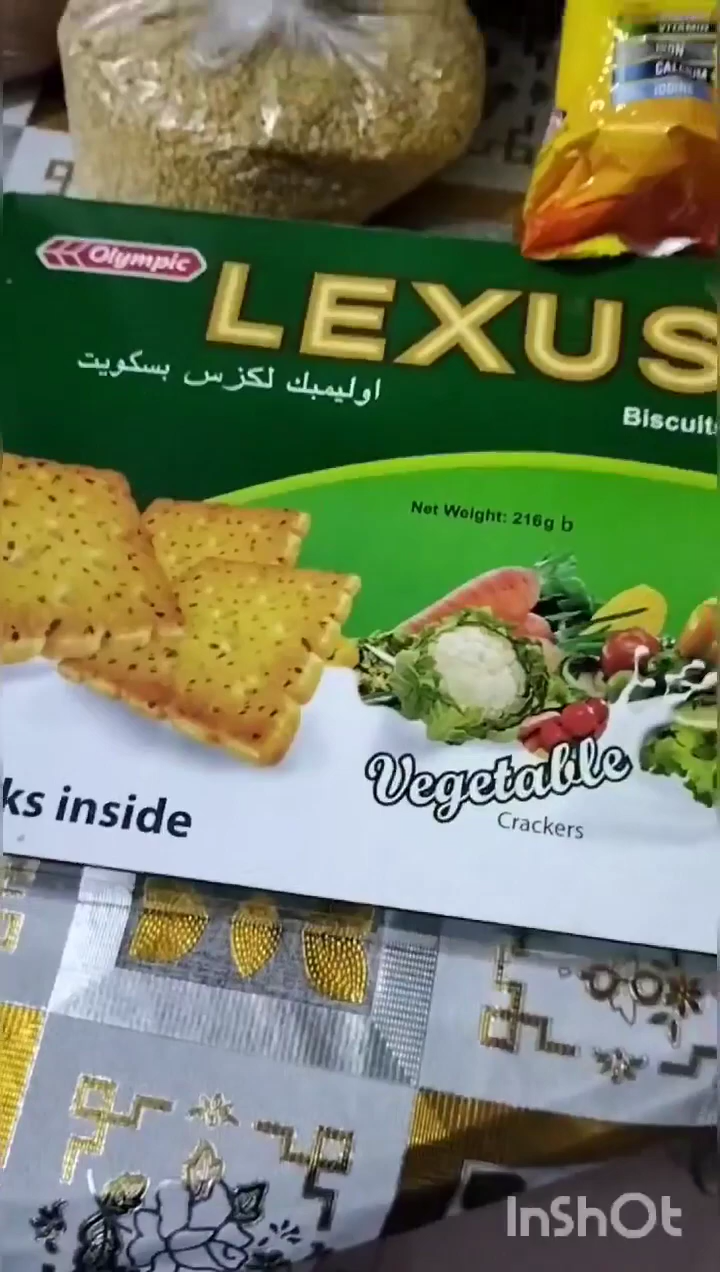 VITAMIN
IRON
CALCIUM
IODINE
Olympic
LEXUS
اوليمبك لكزس بسكويت
Biscuits
Net Weight: 216g b
Vegetable
Crackers
ks inside
InShOt